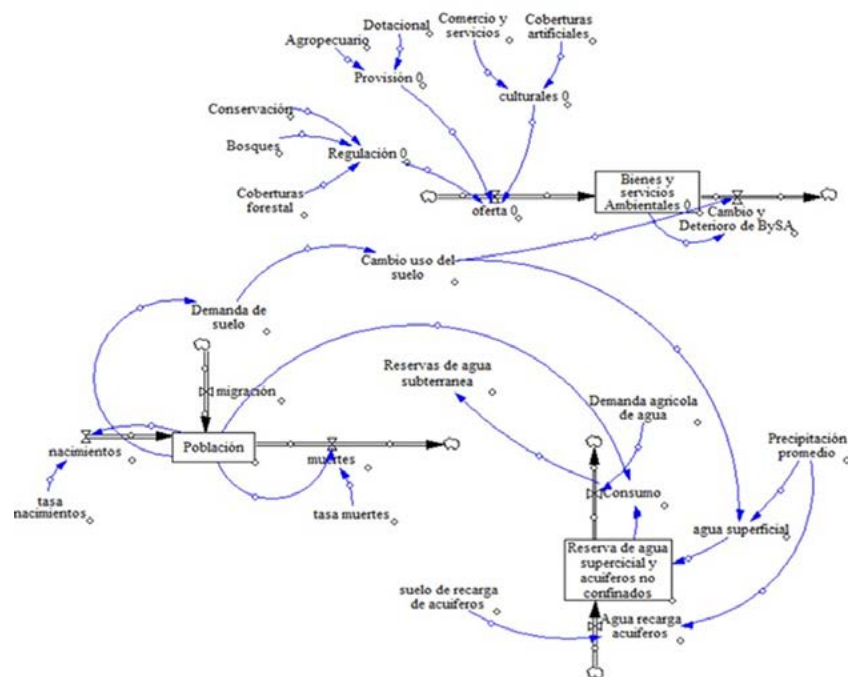 Dotacional
Agropecuario
Comercio y
servicios
Coberturas
artificiales
Provisión 0
culturales 0
Conservación
Bosques
Regulación 0
Coberturas
forestal
oferta 0
Bienes y
servicios
Ambientales 0
Cambio y
Deterioro de BySA
Cambio uso del
suelo
Demanda de
suelo
migración
Reservas de agua
subterranea
Demanda agricola
de agua
Precipitación
promedio
nacimientos
Población
muertes
tasa
nacimientos
tasa muertes
Consumo
agua superficial
Reserva de agua
supercicial y
acuiferos no
confinados
suelo de recarga
de acuiferos
Agua recarga
acuiferos